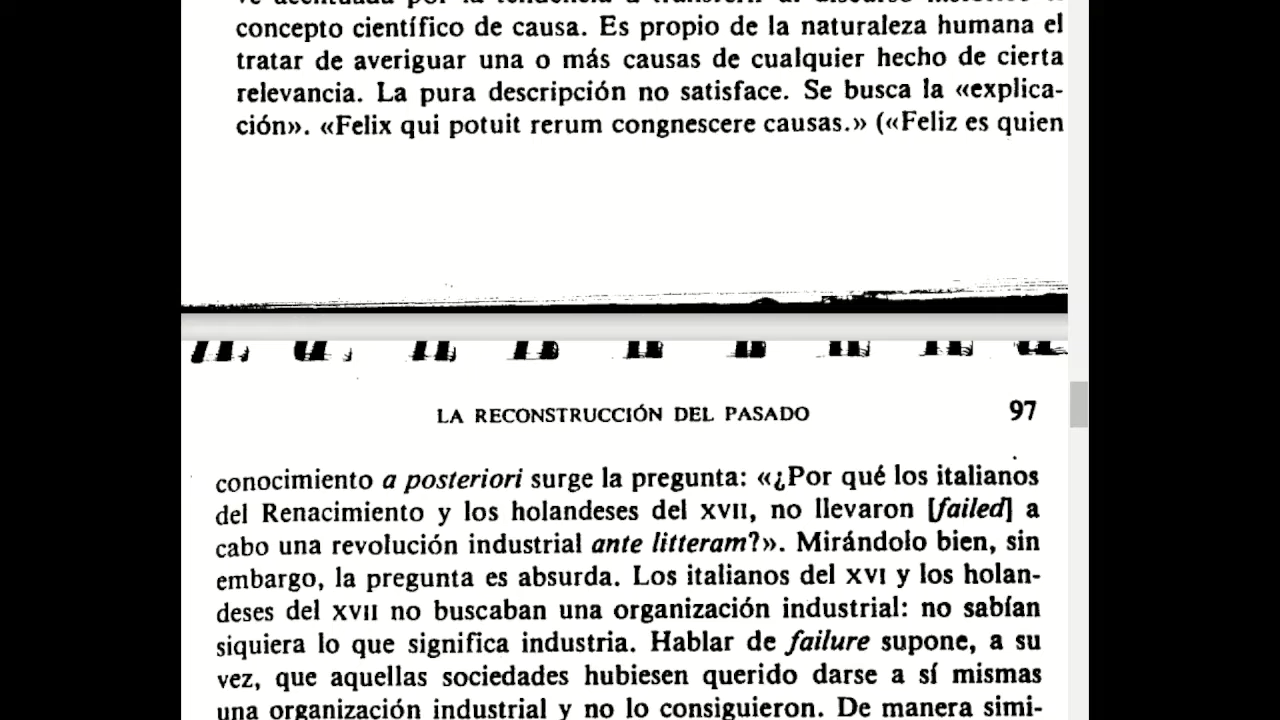 concepto científico de causa. Es propio de la naturaleza humana el
tratar de averiguar una o más causas de cualquier hecho de cierta
relevancia. La pura descripción no satisface. Se busca la «explica-
ción». «Felix qui potuit rerum congnescere causas.» («Feliz es quien
LA RECONSTRUCCIÓN DEL PASADO 97
conocimiento a posteriori surge la pregunta: «¿Por qué los italianos
del Renacimiento y los holandeses del XVII, no llevaron [failed] a
cabo una revolución industrial ante litteram?». Mirándolo bien, sin
embargo, la pregunta es absurda. Los italianos del XVI y los holan-
deses del XVII no buscaban una organización industrial: no sabían
siquiera lo que significa industria. Hablar de failure supone, a su
vez, que aquellas sociedades hubiesen querido darse a sí mismas
una organización industrial y no lo consiguieron. De manera simi-